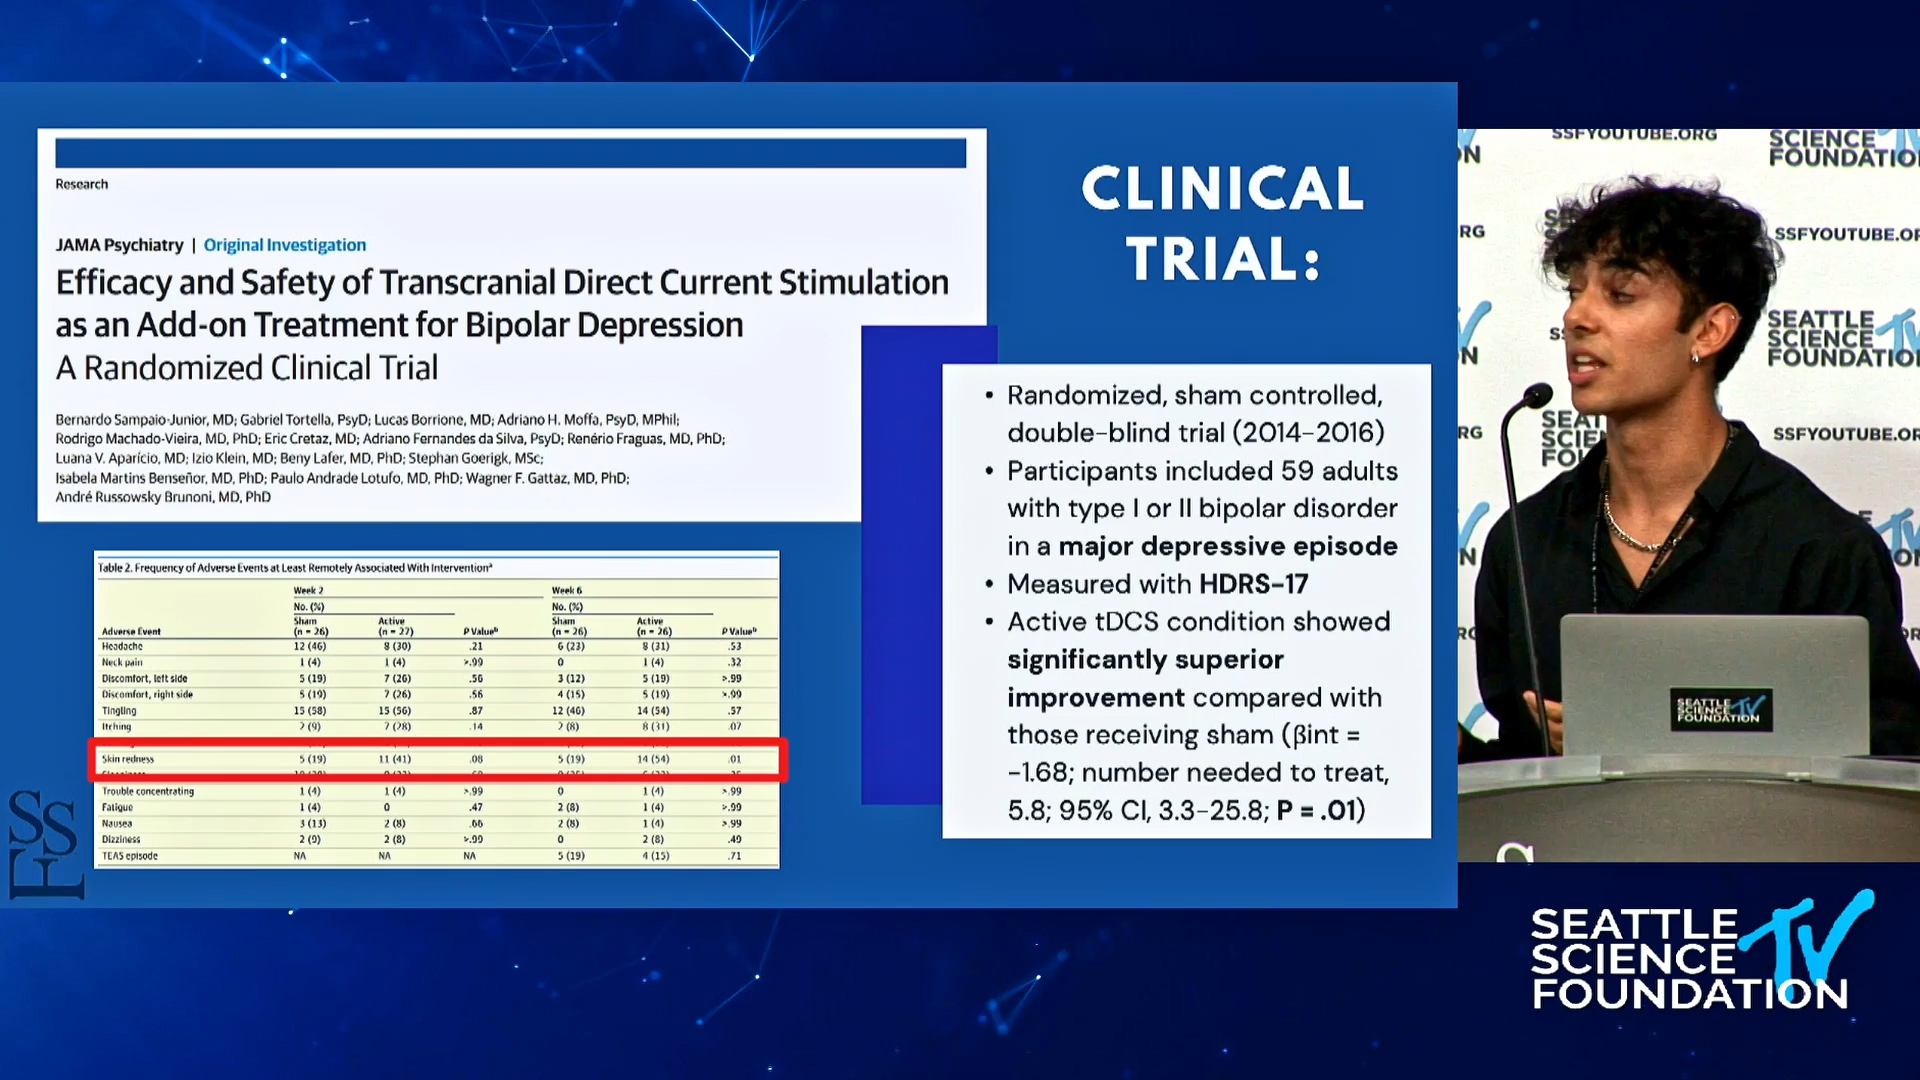 Research
JAMA Psychiatry | Original Investigation
Efficacy and Safety of Transcranial Direct Current Stimulation
as an Add-on Treatment for Bipolar Depression
A Randomized Clinical Trial
Bernardo Sampaio-Junior, MD; Gabriel Tortella, PsyD; Lucas Borrione, MD; Adriano H. Moffa, PsyD, MPhil;
Rodrigo Machado-Vieira, MD, PhD; Eric Cretaz, MD; Adriano Fernandes da Silva, PsyD; Renério Fraguas, MD, PhD;
Luana V. Aparício, MD; Izio Klein, MD; Beny Lafer, MD, PhD; Stephan Goerigk, MSc;
Isabela Martins Benseñor, MD, PhD; Paulo Andrade Lotufo, MD, PhD; Wagner F. Gattaz, MD, PhD;
André Russowsky Brunoni, MD, PhD
Table 2. Frequency of Adverse Events at Least Remotely Associated With Interventionᵃ
Week 2 Week 6
No. (%) No. (%)
Sham Active Sham Active
Adverse Event (n = 26) (n = 27) P Valueᵇ (n = 26) (n = 26) P Valueᵇ
Headache 12 (46) 8 (30) .21 6 (23) 8 (31) .53
Neck pain 1 (4) 1 (4) >.99 0 1 (4) .32
Discomfort, left side 5 (19) 7 (26) .56 3 (12) 5 (19) >.99
Discomfort, right side 5 (19) 7 (26) .56 4 (15) 5 (19) >.99
Tingling 15 (58) 15 (56) .87 12 (46) 14 (54) .57
Itching 2 (9) 7 (28) .14 2 (8) 8 (31) .07
Skin redness 5 (19) 11 (41) .08 5 (19) 14 (54) .01
Trouble concentrating 1 (4) 1 (4) >.99 0 1 (4) >.99
Fatigue 1 (4) 0 .47 2 (8) 1 (4) >.99
Nausea 3 (13) 2 (8) .66 2 (8) 1 (4) >.99
Dizziness 2 (9) 2 (8) >.99 0 2 (8) .49
TEAS episode NA NA NA 5 (19) 4 (15) .71
CLINICAL
TRIAL:
• Randomized, sham controlled,
double-blind trial (2014-2016)
• Participants included 59 adults
with type I or II bipolar disorder
in a major depressive episode
• Measured with HDRS-17
• Active tDCS condition showed
significantly superior
improvement compared with
those receiving sham (βint =
-1.68; number needed to treat,
5.8; 95% CI, 3.3-25.8; P = .01)
SSFYOUTUBE.ORG
SCIENCE TV
FOUNDATIO
SSFYOUTUBE.OR
SEATTLE
SCIENCE TV
FOUNDATIO
SSFYOUTUBE.OR
SEATTLE
SCIENCE TV
FOUNDATION
SEATTLE
SCIENCE TV
FOUNDATION